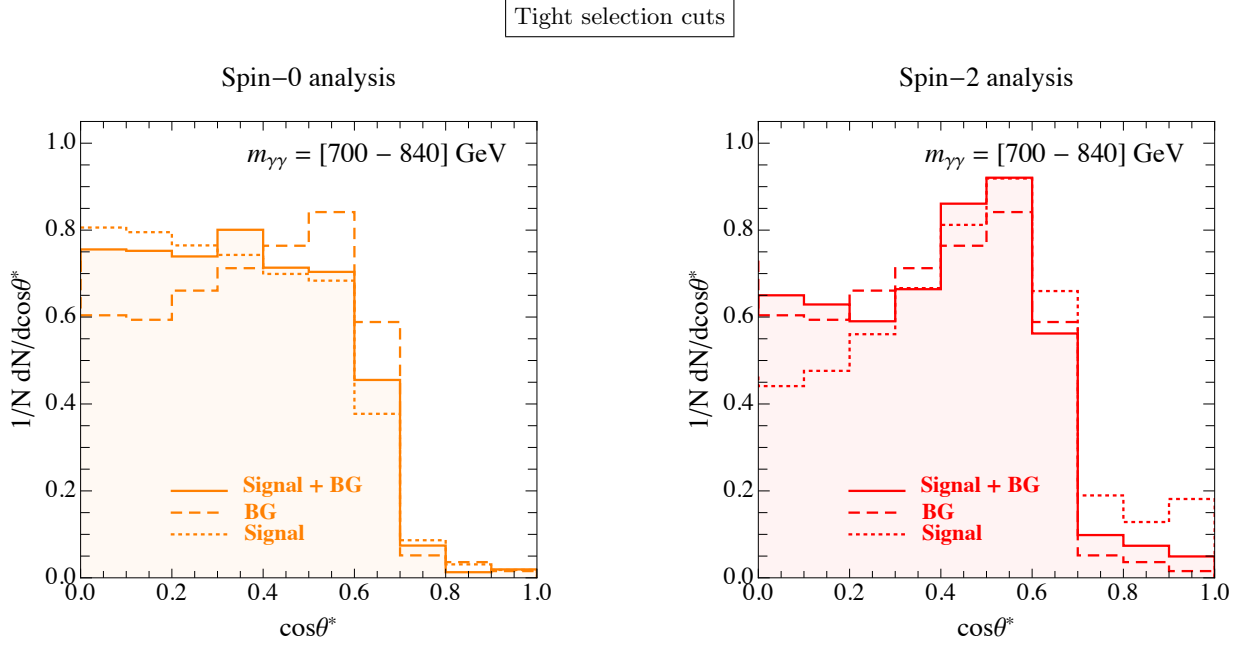 Tight selection cuts
Spin−0 analysis
1/N dN/dcosθ*
1.0
0.8
0.6
0.4
0.2
0.0
mγγ = [700 − 840] GeV
Signal + BG
BG
Signal
0.0 0.2 0.4 0.6 0.8 1.0
cosθ*
Spin−2 analysis
1/N dN/dcosθ*
1.0
0.8
0.6
0.4
0.2
0.0
mγγ = [700 − 840] GeV
Signal + BG
BG
Signal
0.0 0.2 0.4 0.6 0.8 1.0
cosθ*